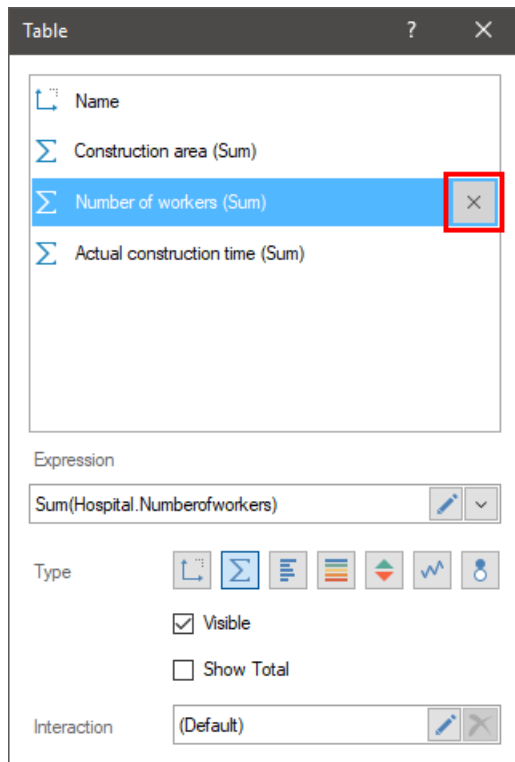 Table ?
Name
Construction area (Sum)
Number of workers (Sum)
Actual construction time (Sum)
Expression
Sum(Hospital.Numberofworkers)
Type
Visible
Show Total
Interaction (Default)